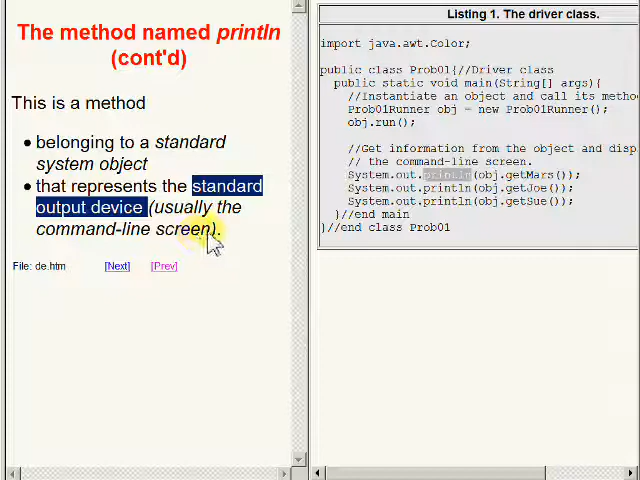 The method named println
(cont'd)
This is a method
• belonging to a standard
system object
• that represents the standard
output device (usually the
command-line screen).
File: de.htm [Next] [Prev]
Listing 1. The driver class.
import java.awt.Color;
public class Prob01{//Driver class
public static void main(String[] args){
//Instantiate an object and call its metho
Prob01Runner obj = new Prob01Runner();
obj.run();
//Get information from the object and disp
// the command-line screen.
System.out.println(obj.getMars());
System.out.println(obj.getJoe());
System.out.println(obj.getSue());
}//end main
}//end class Prob01